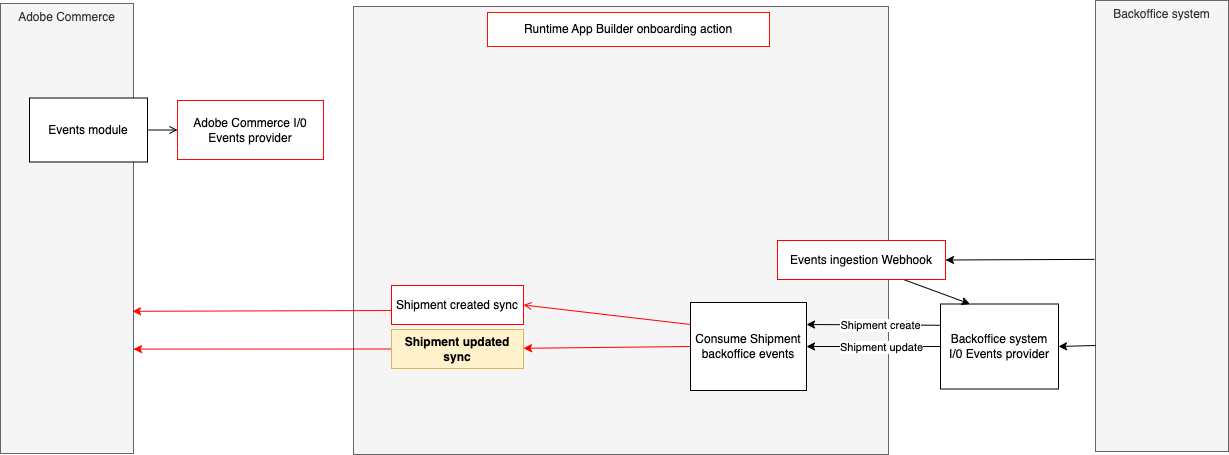 Adobe Commerce
Runtime App Builder onboarding action
Backoffice system
Events module
Adobe Commerce I/0
Events provider
Events ingestion Webhook
Shipment created sync
Shipment updated
sync
Consume Shipment
backoffice events
Shipment create
Shipment update
Backoffice system
I/0 Events provider